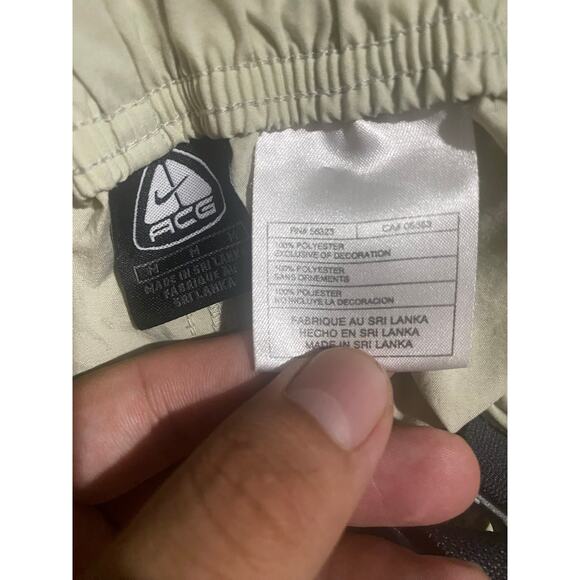 ACG
M M M
MADE IN SRI LANKA
FABRIQUE AU
SRI LANKA
RN# 56323 CA# 05553
100% POLYESTER
EXCLUSIVE OF DECORATION
100% POLYESTER
SANS ORNEMENTS
100% POLIESTER
NO INCLUYE LA DECORACION
FABRIQUE AU SRI LANKA
HECHO EN SRI LANKA
MADE IN SRI LANKA